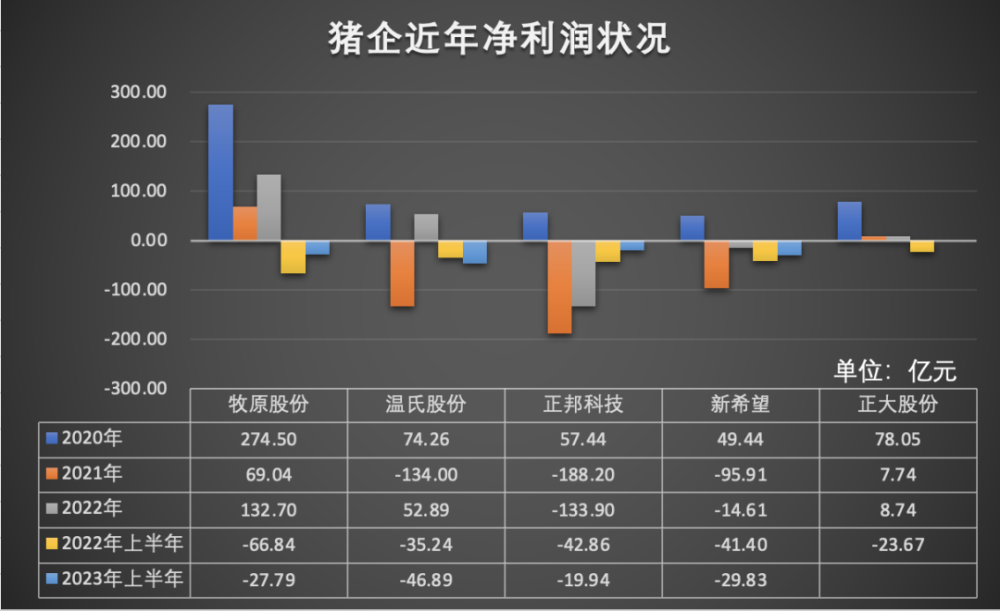 猪企近年净利润状况
300.00
200.00
100.00
0.00
-100.00
-200.00
-300.00
单位：亿元
牧原股份 温氏股份 正邦科技 新希望 正大股份
2020年 274.50 74.26 57.44 49.44 78.05
2021年 69.04 -134.00 -188.20 -95.91 7.74
2022年 132.70 52.89 -133.90 -14.61 8.74
2022年上半年 -66.84 -35.24 -42.86 -41.40 -23.67
2023年上半年 -27.79 -46.89 -19.94 -29.83